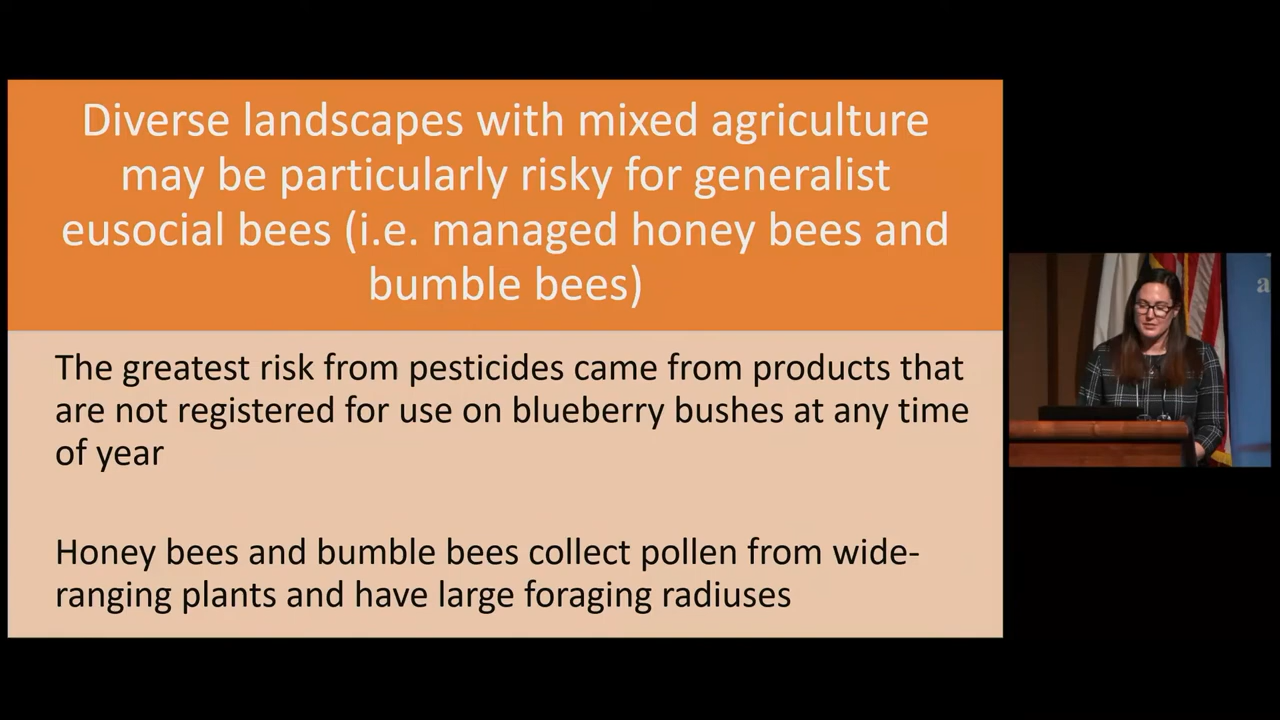 Diverse landscapes with mixed agriculture
may be particularly risky for generalist
eusocial bees (i.e. managed honey bees and
bumble bees)
The greatest risk from pesticides came from products that
are not registered for use on blueberry bushes at any time
of year
Honey bees and bumble bees collect pollen from wide-
ranging plants and have large foraging radiuses
a